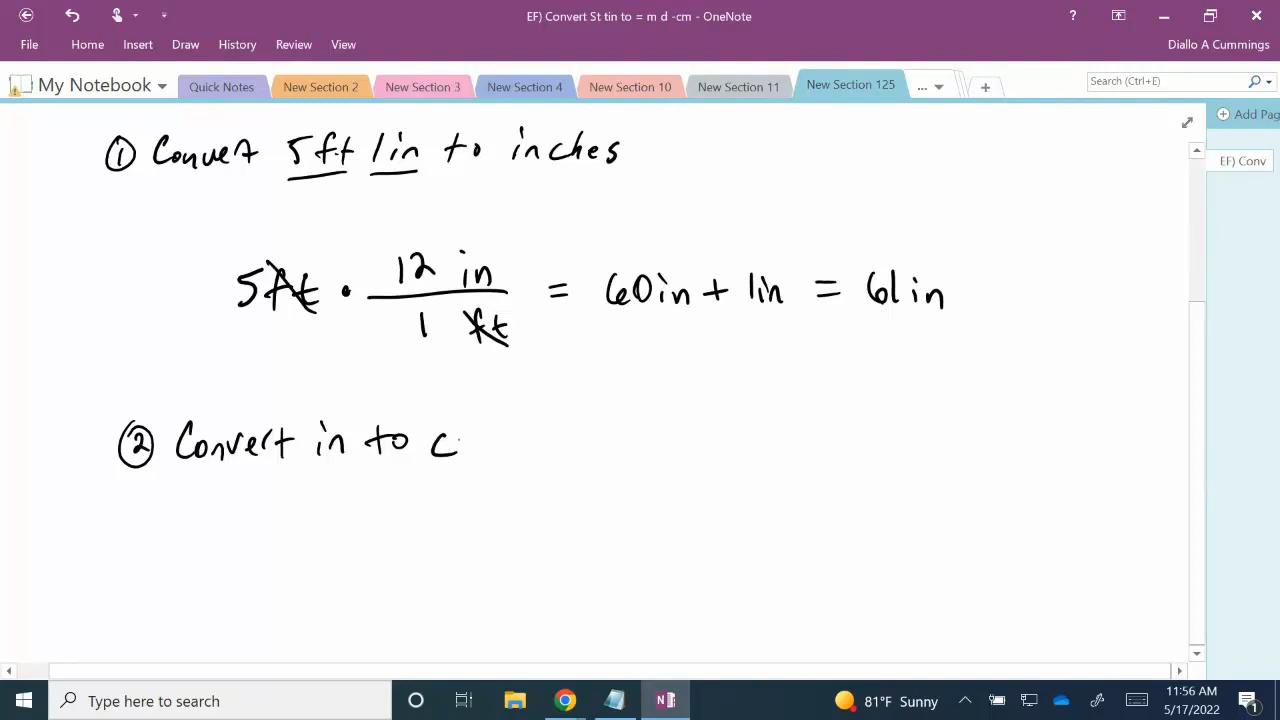 EF) Convert St tin to = m d -cm - OneNote
?
File Home Insert Draw History Review View
Diallo A Cummings
My Notebook Quick Notes New Section 2 New Section 3 New Section 4 New Section 10 New Section 11 New Section 125 ... +
Search (Ctrl+E)
Add Pag
EF) Conv
① Convert 5ft 1in to inches
5ft · 12 in / 1 ft = 60in + 1in = 61in
② Convert in to c
Type here to search
81°F Sunny
11:56 AM
5/17/2022
1